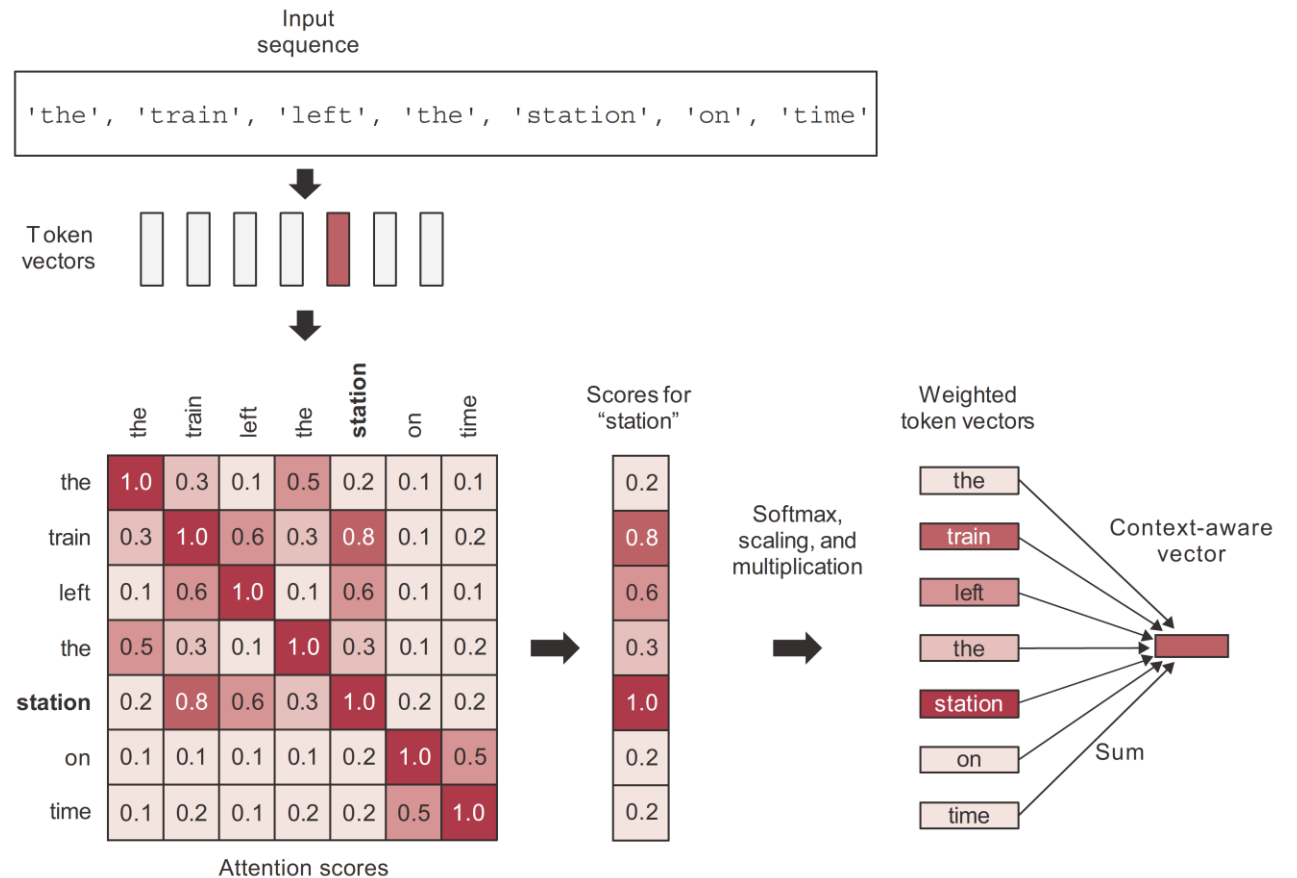 Input
sequence
'the', 'train', 'left', 'the', 'station', 'on', 'time'
Token
vectors
the train left the station on time
the 1.0 0.3 0.1 0.5 0.2 0.1 0.1
train 0.3 1.0 0.6 0.3 0.8 0.1 0.2
left 0.1 0.6 1.0 0.1 0.6 0.1 0.1
the 0.5 0.3 0.1 1.0 0.3 0.1 0.2
station 0.2 0.8 0.6 0.3 1.0 0.2 0.2
on 0.1 0.1 0.1 0.1 0.2 1.0 0.5
time 0.1 0.2 0.1 0.2 0.2 0.5 1.0
Attention scores
Scores for
“station”
0.2
0.8
0.6
0.3
1.0
0.2
0.2
Softmax,
scaling, and
multiplication
Weighted
token vectors
the
train
left
the
station
on
time
Context-aware
vector
Sum